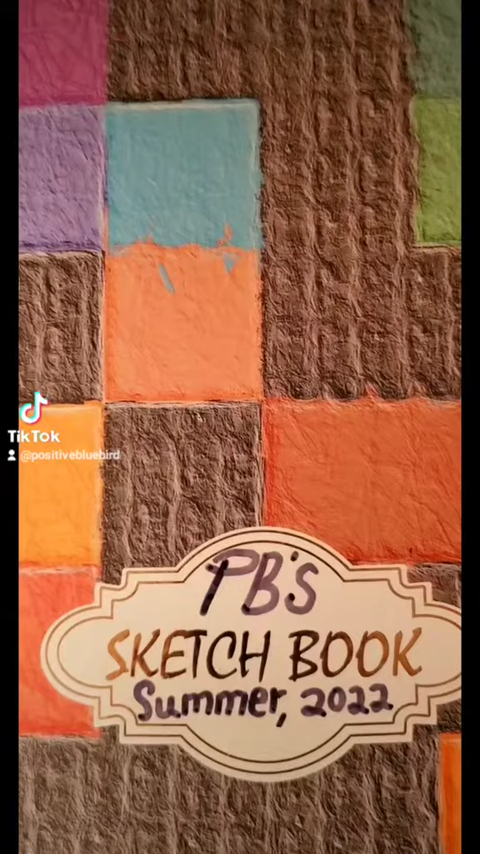 TikTok
@positivebluebird
PB's
SKETCH BOOK
Summer, 2022